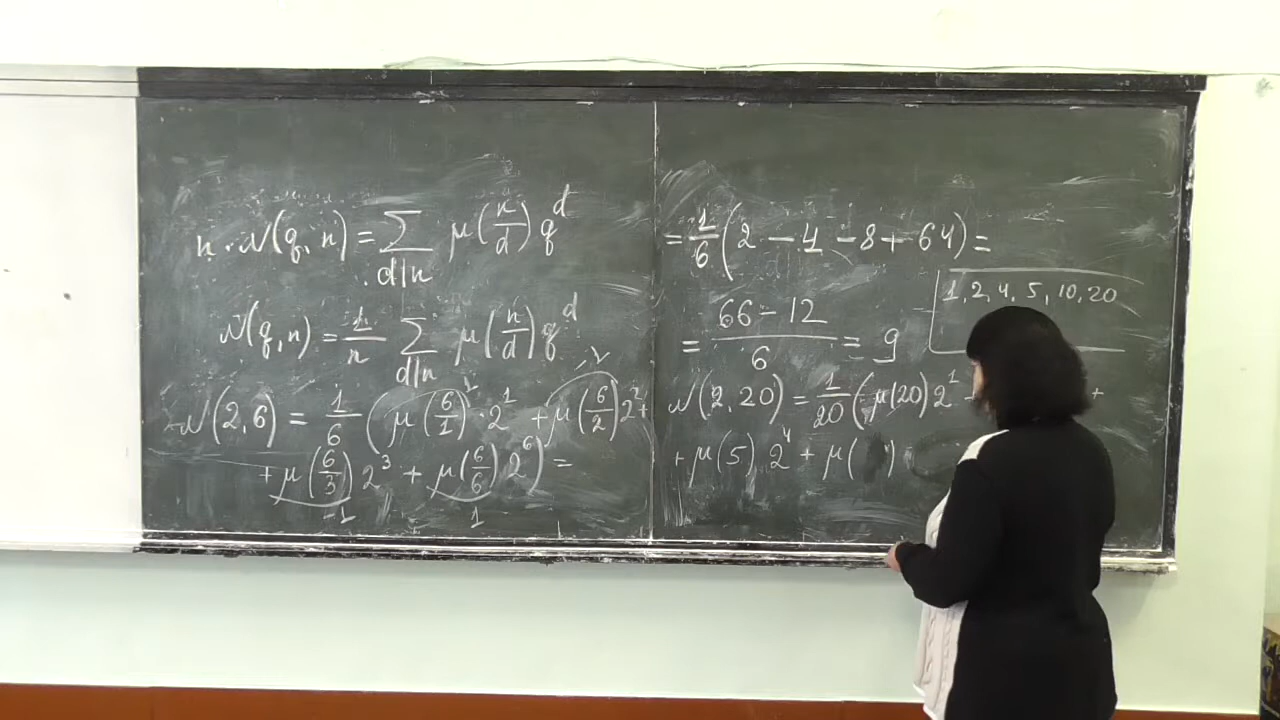 n · N(q, n) = ∑ μ(n/d) q^d
d|n
N(q, n) = 1/n ∑ μ(n/d) q^d
d|n
N(2, 6) = 1/6 ( μ(6/1) · 2^1 + μ(6/2) 2^2 +
+ μ(6/3) 2^3 + μ(6/6) 2^6 ) =
-1 1
= 1/6 ( 2 - 4 - 8 + 64 ) =
1, 2, 4, 5, 10, 20
= (66 - 12)/6 = 9
N(2, 20) = 1/20 ( μ(20) 2^1 +
+ μ(5) 2^4 + μ( )